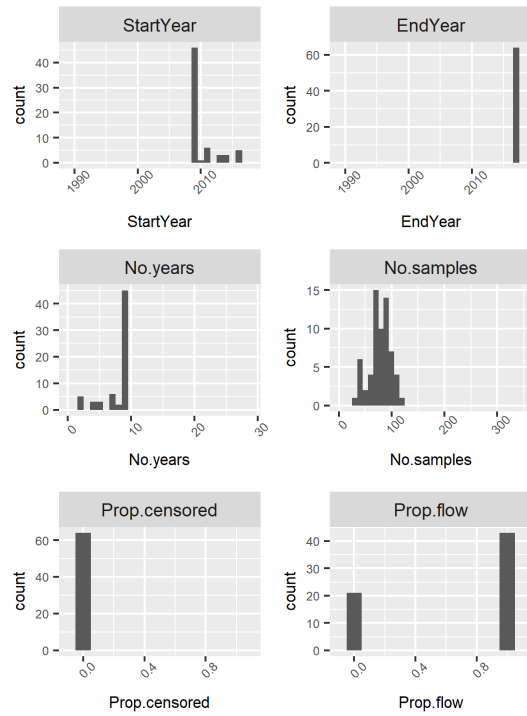 StartYear
EndYear
count
40
30
20
10
0
1990
2000
2010
StartYear
count
60
40
20
0
1990
2000
2010
EndYear
No.years
No.samples
count
40
30
20
10
0
0
10
20
30
No.years
count
15
10
5
0
0
100
200
300
No.samples
Prop.censored
Prop.flow
count
60
40
20
0
0.0
0.4
0.8
Prop.censored
count
40
30
20
10
0
0.0
0.4
0.8
Prop.flow